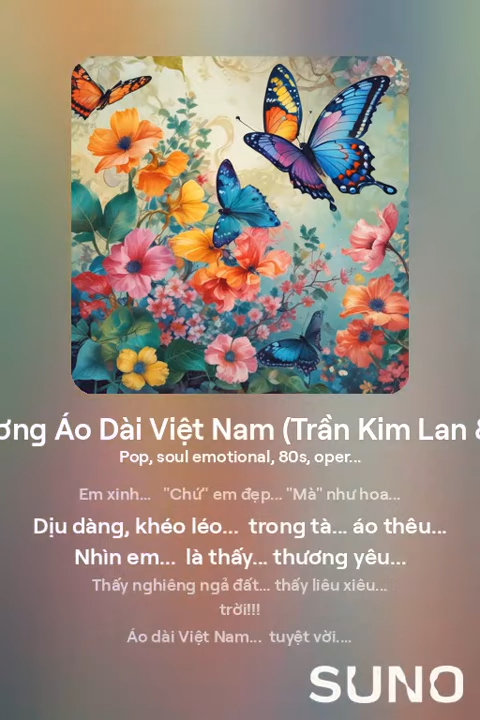 ơng Áo Dài Việt Nam (Trần Kim Lan &
Pop, soul emotional, 80s, oper...
Em xinh... "Chứ" em đẹp... "Mà" như hoa...
Dịu dàng, khéo léo... trong tà... áo thêu...
Nhìn em... là thấy... thương yêu...
Thấy nghiêng ngả đất... thấy liêu xiêu...
trời!!!
Áo dài Việt Nam... tuyệt vời....
SUNO